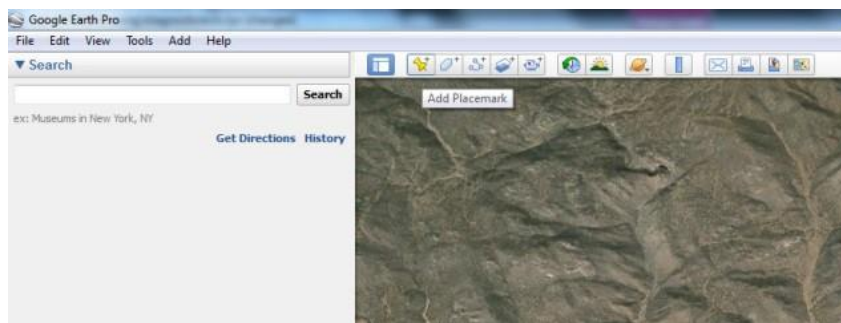 Google Earth Pro
File Edit View Tools Add Help
▼ Search
Search
Add Placemark
ex: Museums in New York, NY
Get Directions History